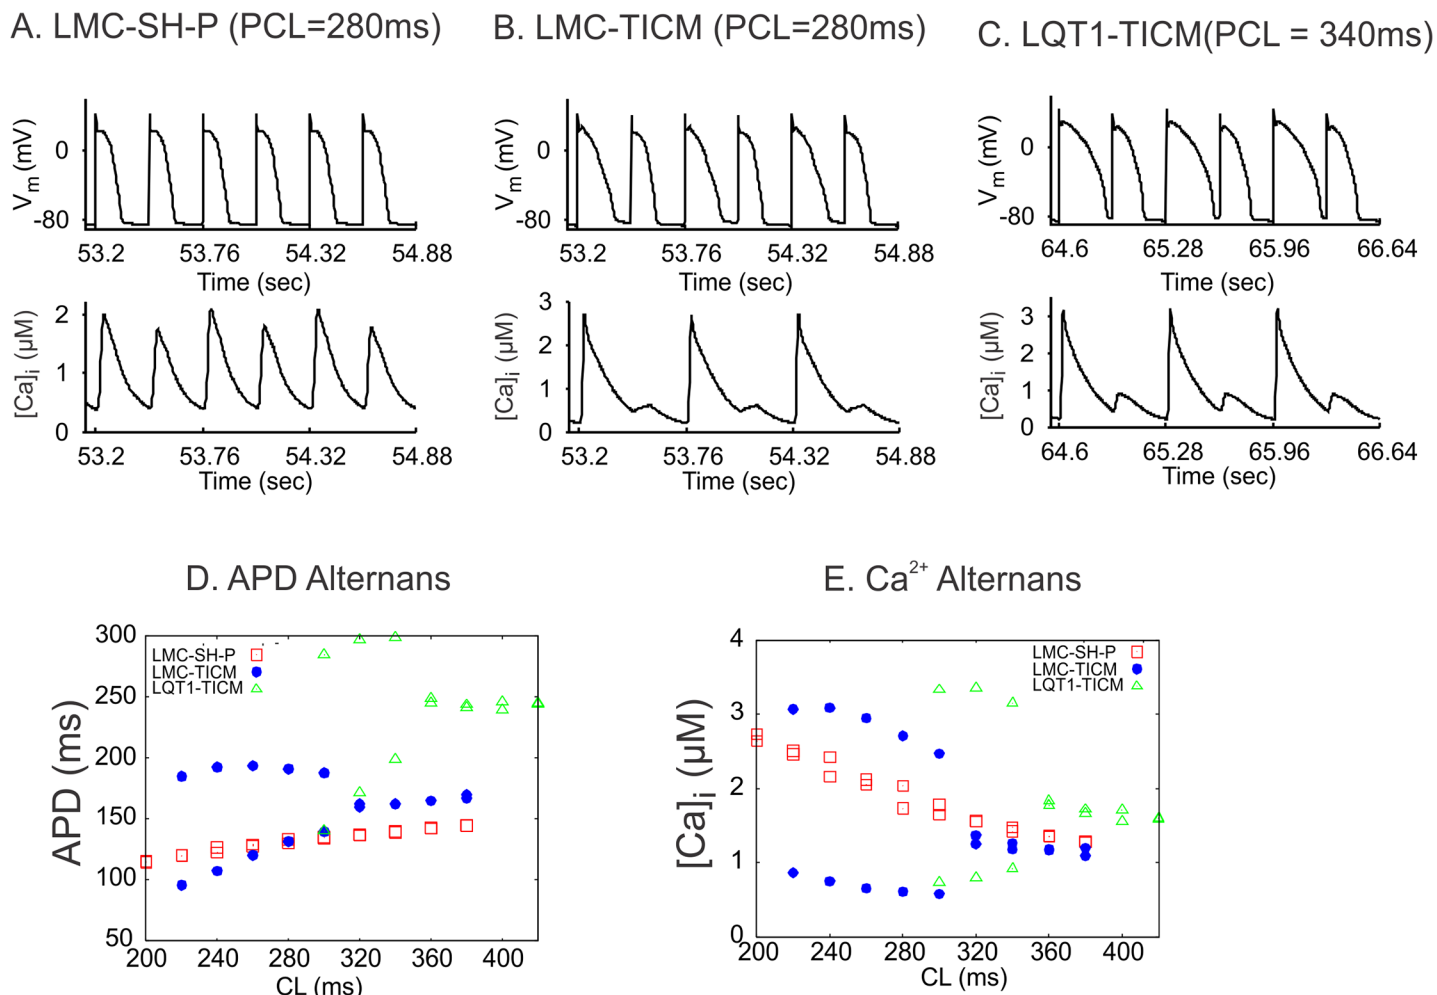 A. LMC-SH-P (PCL=280ms)
B. LMC-TICM (PCL=280ms)
C. LQT1-TICM(PCL = 340ms)
Vm (mV)
0
-80
53.2 53.76 54.32 54.88
Time (sec)
Vm (mV)
0
-80
53.2 53.76 54.32 54.88
Time (sec)
Vm (mV)
0
-80
64.6 65.28 65.96 66.64
Time (sec)
[Ca]i (µM)
2
1
0
53.2 53.76 54.32 54.88
Time (sec)
[Ca]i (µM)
3
2
1
0
53.2 53.76 54.32 54.88
Time (sec)
[Ca]i (µM)
3
2
1
0
64.6 65.28 65.96 66.64
Time (sec)
D. APD Alternans
APD (ms)
300
250
200
150
100
50
LMC-SH-P
LMC-TICM
LQT1-TICM
200 240 280 320 360 400
CL (ms)
E. Ca2+ Alternans
[Ca]i (µM)
4
3
2
1
0
LMC-SH-P
LMC-TICM
LQT1-TICM
200 240 280 320 360 400
CL (ms)